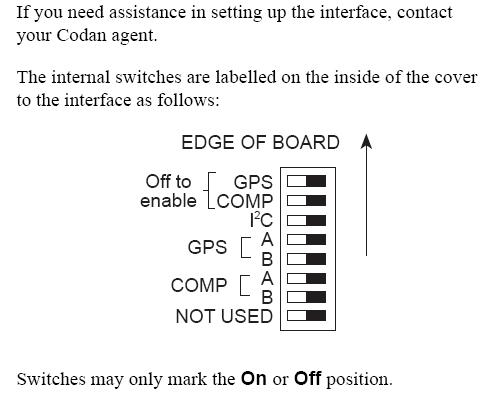 If you need assistance in setting up the interface, contact
your Codan agent.
The internal switches are labelled on the inside of the cover
to the interface as follows:
EDGE OF BOARD
Off to
enable
GPS
COMP
I²C
GPS
A
B
COMP
A
B
NOT USED
Switches may only mark the On or Off position.